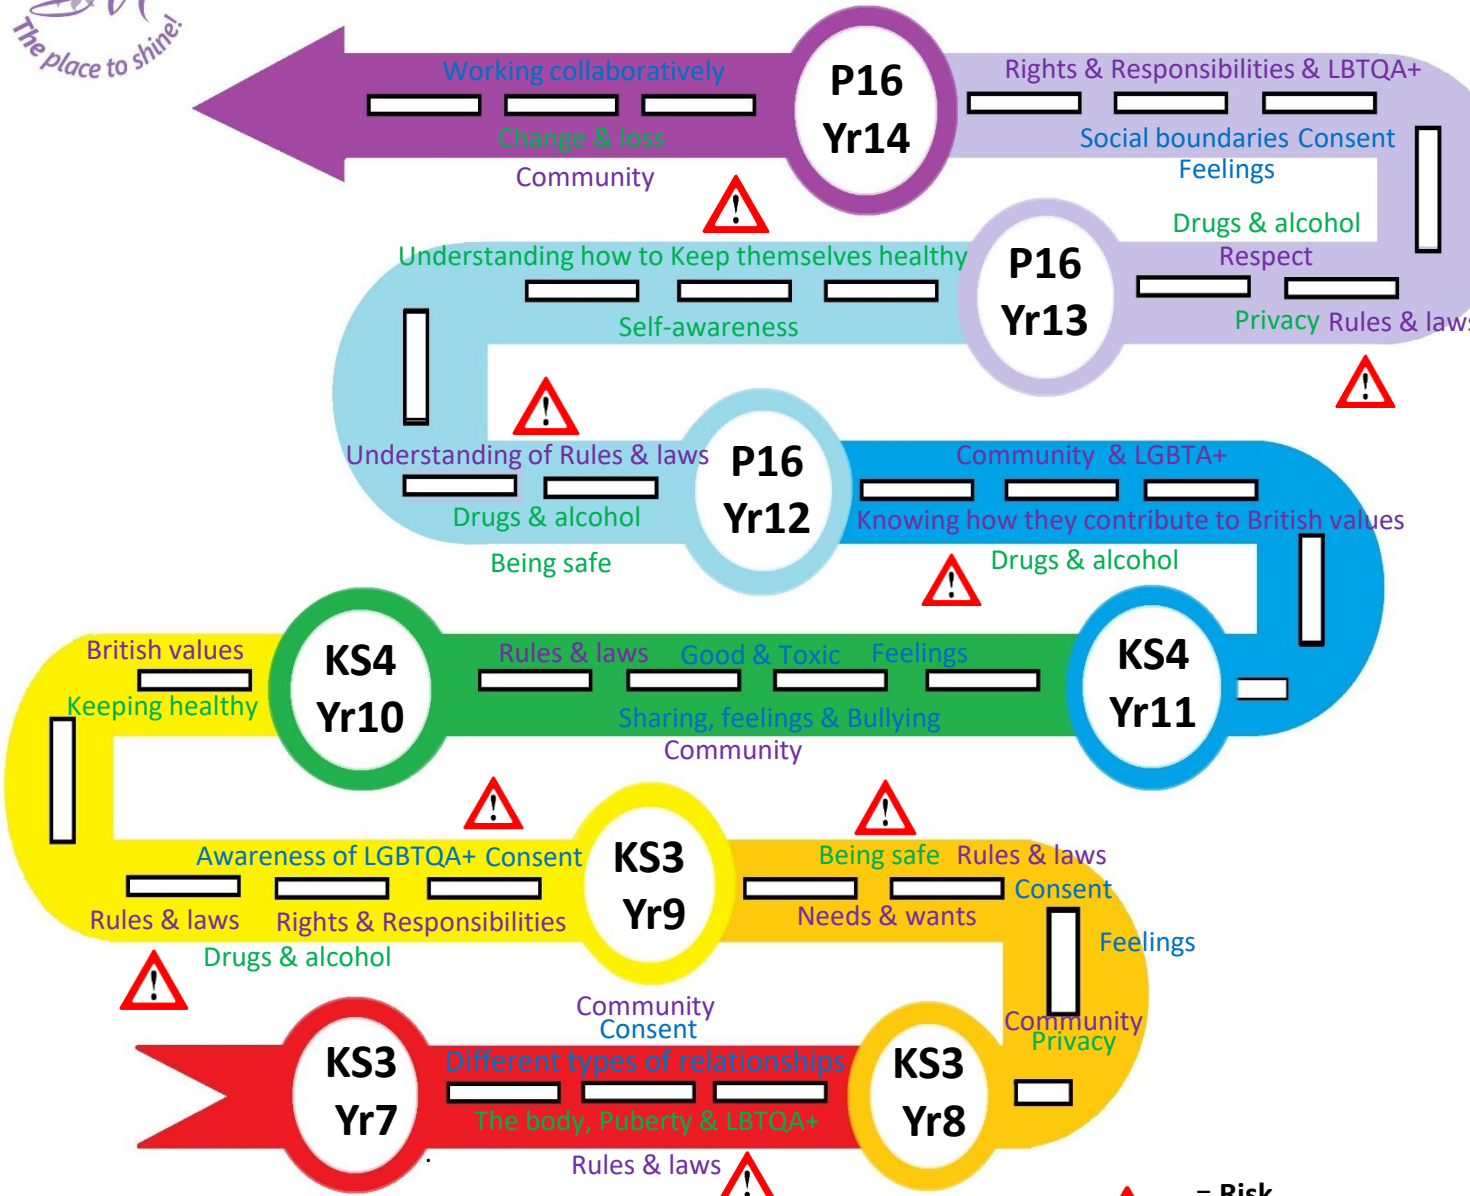 The place to shine!
Working collaboratively
Change & loss
Community
P16
Yr14
Rights & Responsibilities & LBTQA+
Social boundaries Consent
Feelings
Drugs & alcohol
Respect
Privacy Rules & laws
P16
Yr13
Understanding how to Keep themselves healthy
Self-awareness
Understanding of Rules & laws
Drugs & alcohol
Being safe
P16
Yr12
Community & LGBTA+
Knowing how they contribute to British values
Drugs & alcohol
British values
Keeping healthy
KS4
Yr10
Rules & laws Good & Toxic Feelings
Sharing, feelings & Bullying
Community
KS4
Yr11
Awareness of LGBTQA+ Consent
Rules & laws Rights & Responsibilities
Drugs & alcohol
KS3
Yr9
Being safe Rules & laws
Consent
Needs & wants
Feelings
Community
Privacy
KS3
Yr7
Community
Consent
Different types of relationships
The body, Puberty & LBTQA+
Rules & laws
KS3
Yr8
= Risk